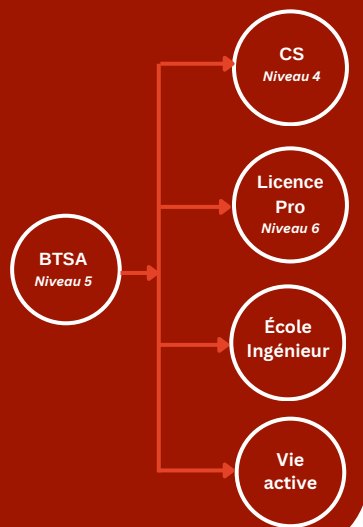 CS
Niveau 4
Licence
Pro
Niveau 6
BTSA
Niveau 5
École
Ingénieur
Vie
active